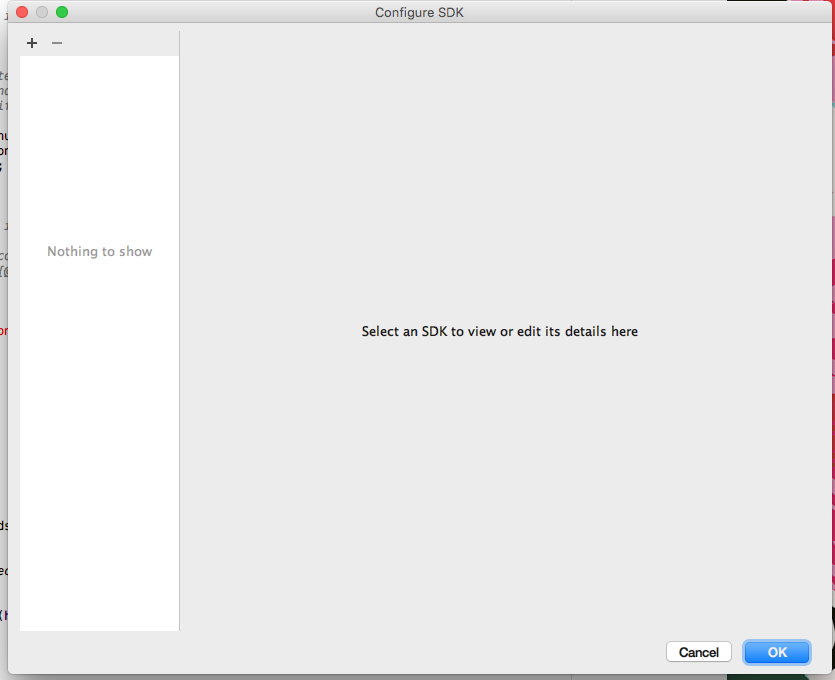 Configure SDK
+ −
Nothing to show
Select an SDK to view or edit its details here
Cancel
OK